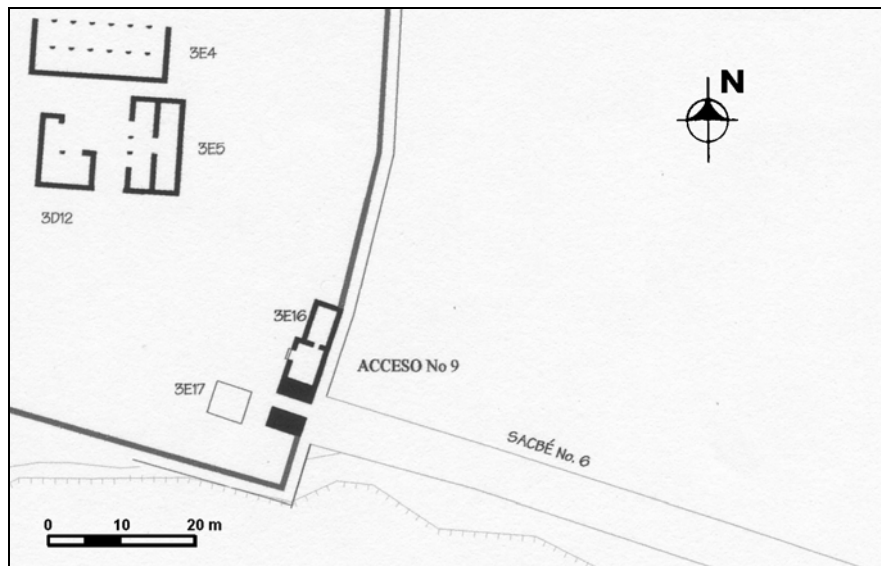 3E4
N
3E5
3D12
3E16
ACCESO No 9
3E17
SACBÉ No. 6
0 10 20 m